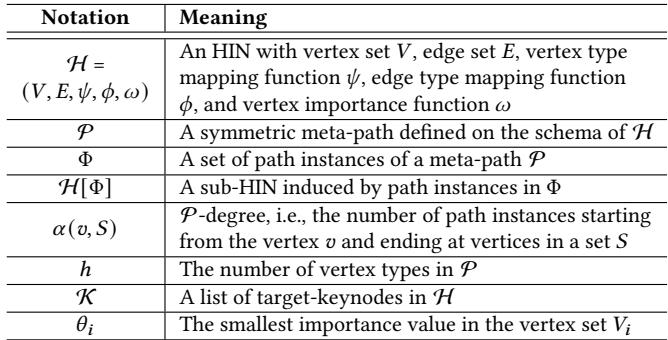 Notation Meaning
ℋ = An HIN with vertex set V, edge set E, vertex type
(V, E, ψ, ϕ, ω) mapping function ψ, edge type mapping function
ϕ, and vertex importance function ω
𝒫 A symmetric meta-path defined on the schema of ℋ
Φ A set of path instances of a meta-path 𝒫
ℋ[Φ] A sub-HIN induced by path instances in Φ
α(v, S) 𝒫-degree, i.e., the number of path instances starting
from the vertex v and ending at vertices in a set S
h The number of vertex types in 𝒫
𝒦 A list of target-keynodes in ℋ
θᵢ The smallest importance value in the vertex set Vᵢ